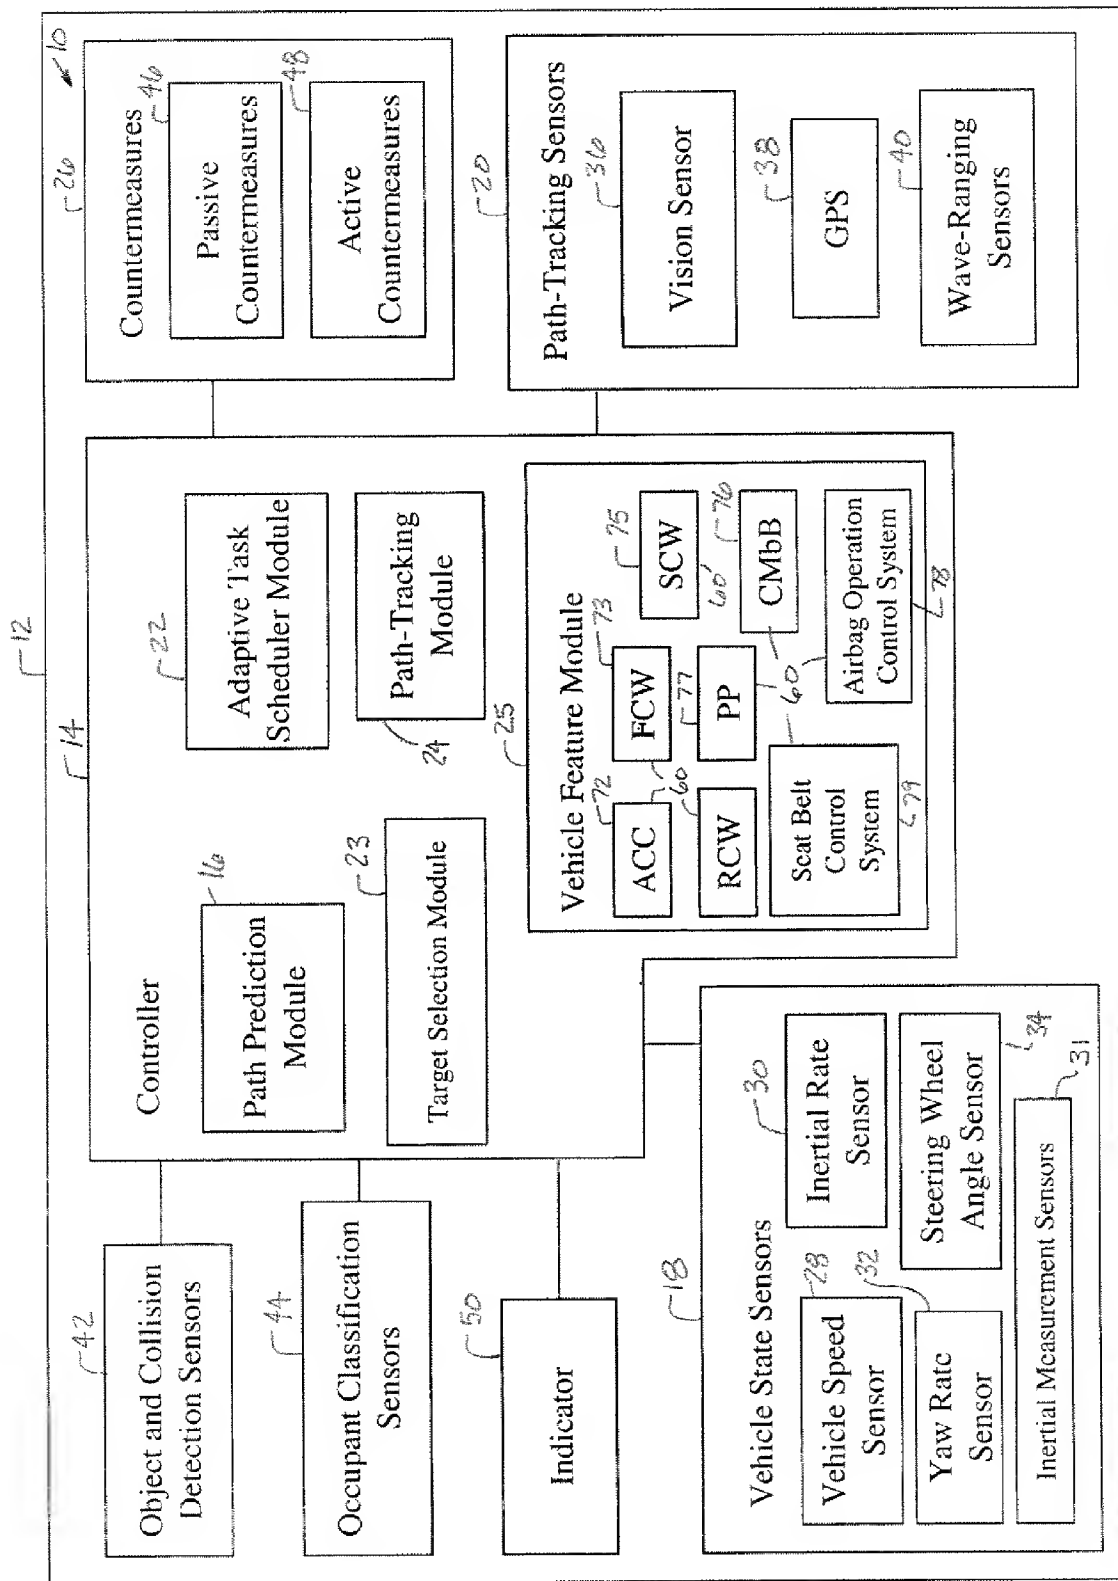 12
10
14
26
42
Object and Collision
Detection Sensors
44
Occupant Classification
Sensors
50
Indicator
Controller
16
Path Prediction
Module
23
Target Selection Module
22
Adaptive Task
Scheduler Module
Path-Tracking
Module
24
25
Vehicle Feature Module
72
ACC
73
FCW
75
SCW
60
60'
RCW
77
PP
76
CMbB
60
Seat Belt
Control
System
79
Airbag Operation
Control System
78
Countermeasures
46
Passive
Countermeasures
48
Active
Countermeasures
20
Path-Tracking Sensors
36
Vision Sensor
38
GPS
40
Wave-Ranging
Sensors
18
Vehicle State Sensors
28
Vehicle Speed
Sensor
30
Inertial Rate
Sensor
32
Yaw Rate
Sensor
Steering Wheel
Angle Sensor
34
Inertial Measurement Sensors
31